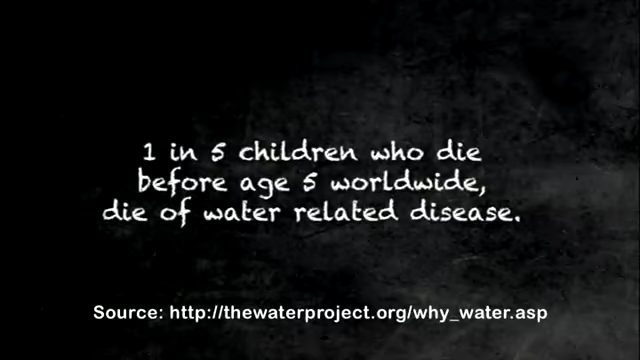 1 in 5 children who die
before age 5 worldwide,
die of water related disease.
Source: http://thewaterproject.org/why_water.asp